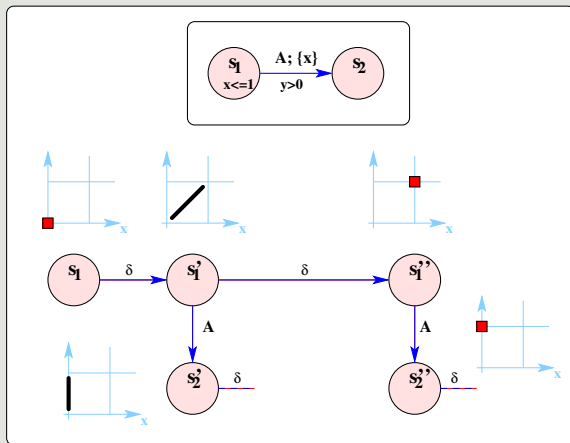 s1 A; {x} s2
x<=1 y>0
x x x
s1 δ s1' δ s1''
A A
x
s2' δ s2'' δ
x